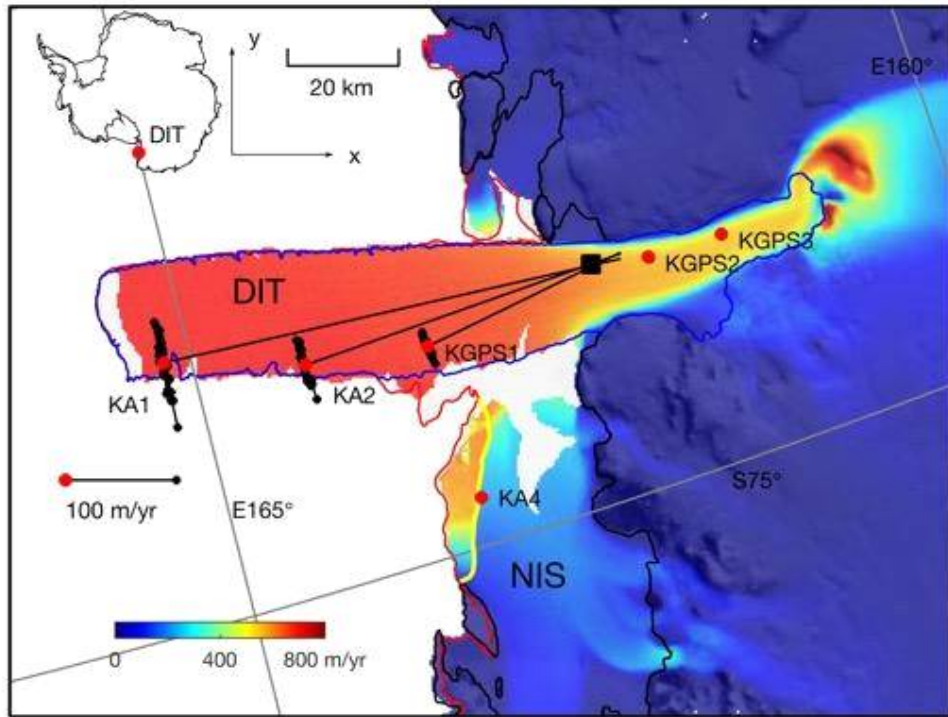 y
x
20 km
E160°
DIT
DIT
KGPS3
KGPS2
KGPS1
KA1
KA2
100 m/yr
E165°
KA4
S75°
NIS
0
400
800 m/yr